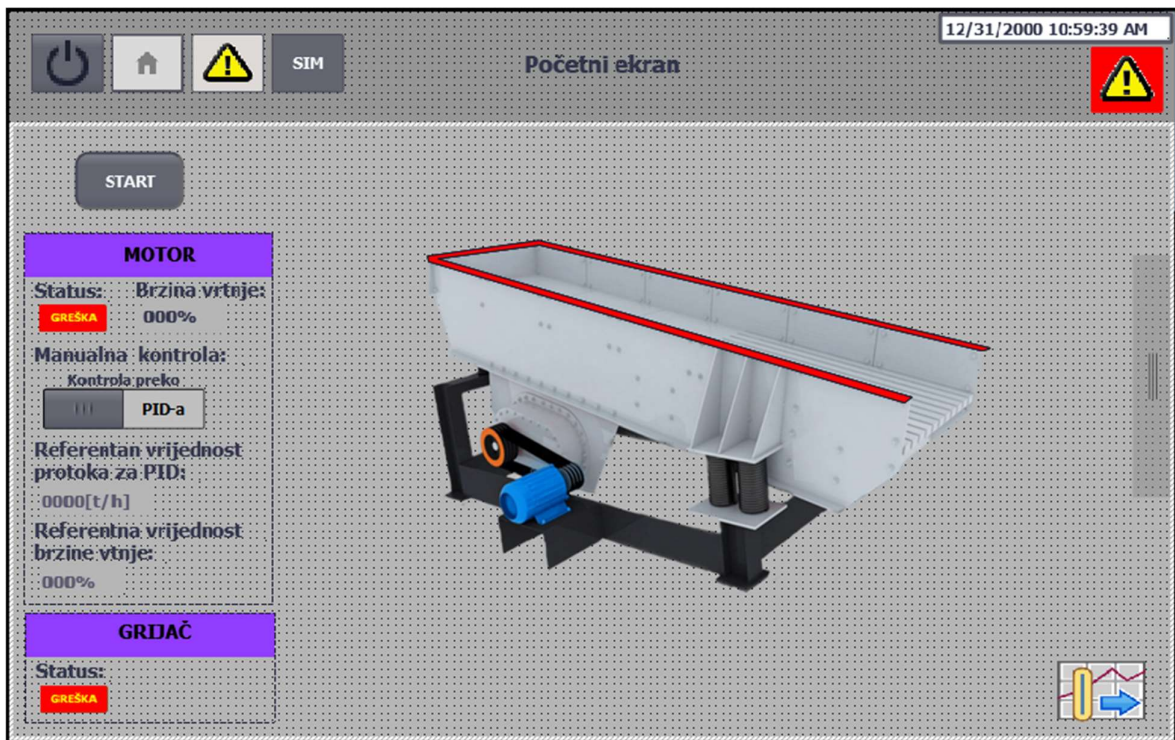 12/31/2000 10:59:39 AM
SIM
Početni ekran
START
MOTOR
Status: Brzina vrtnje:
GREŠKA 000%
Manualna kontrola:
Kontrola preko
PID-a
Referentan vrijednost
protoka za PID:
0000[t/h]
Referentna vrijednost
brzine vtnje:
000%
GRIJAČ
Status:
GREŠKA